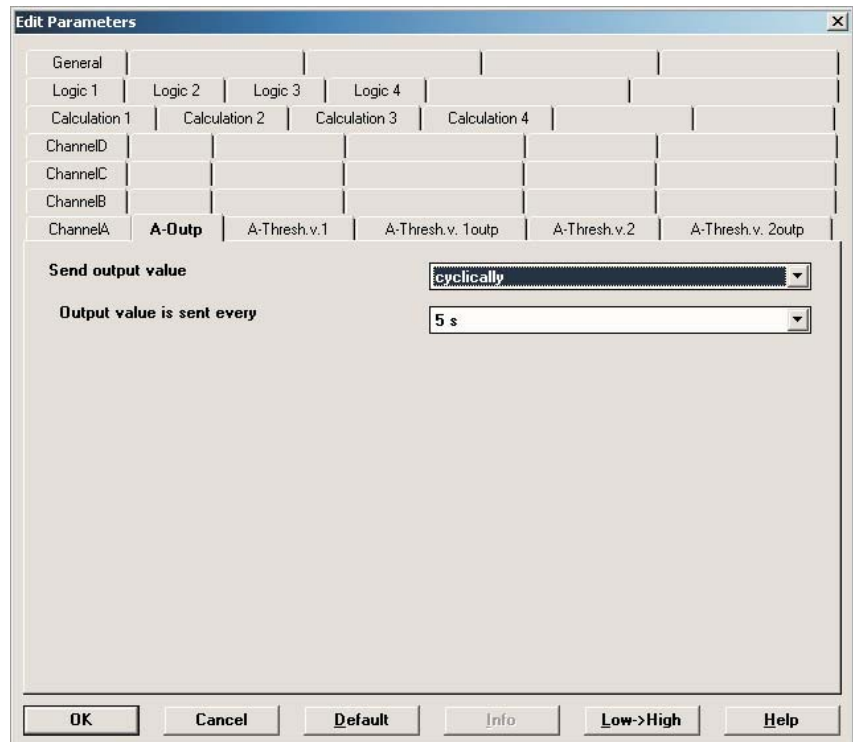 Edit Parameters
General
Logic 1 Logic 2 Logic 3 Logic 4
Calculation 1 Calculation 2 Calculation 3 Calculation 4
ChannelD
ChannelC
ChannelB
ChannelA A-Outp A-Thresh.v.1 A-Thresh.v. 1outp A-Thresh.v.2 A-Thresh.v. 2outp
Send output value cyclically
Output value is sent every 5 s
OK Cancel Default Info Low->High Help